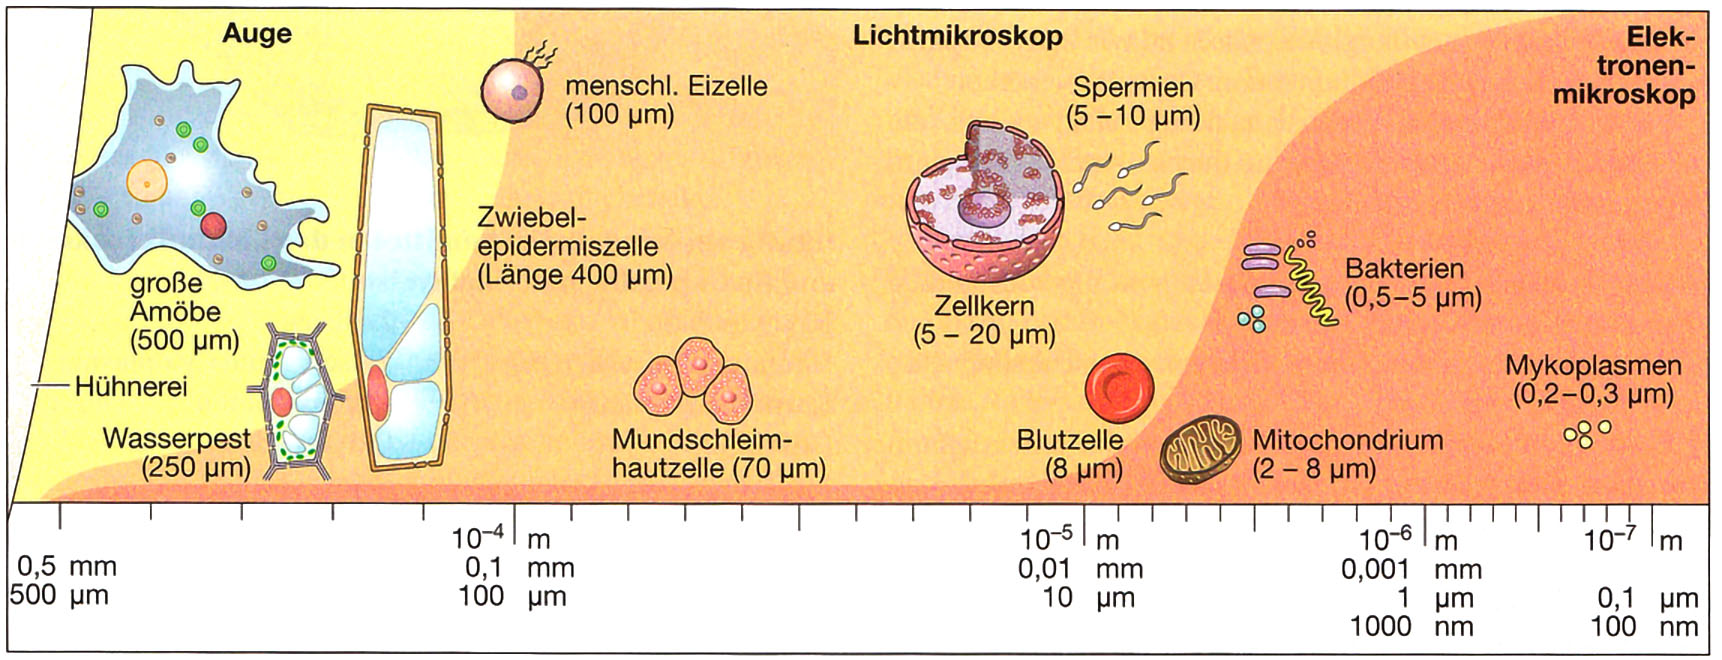 Auge
Lichtmikroskop
Elek-
tronen-
mikroskop
menschl. Eizelle
(100 µm)
Spermien
(5 –10 µm)
Zwiebel-
epidermiszelle
(Länge 400 µm)
große
Amöbe
(500 µm)
Zellkern
(5 – 20 µm)
Bakterien
(0,5–5 µm)
Hühnerei
Mykoplasmen
(0,2–0,3 µm)
Wasserpest
(250 µm)
Mundschleim-
hautzelle (70 µm)
Blutzelle
(8 µm)
Mitochondrium
(2 – 8 µm)
10⁻⁴ m 10⁻⁵ m 10⁻⁶ m 10⁻⁷ m
0,5 mm 0,1 mm 0,01 mm 0,001 mm
500 µm 100 µm 10 µm 1 µm 0,1 µm
1000 nm 100 nm